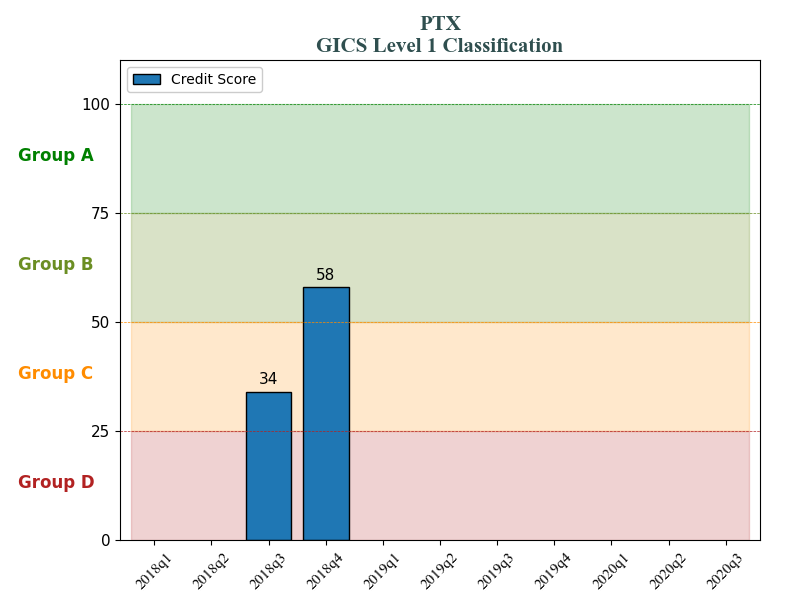 PTX
GICS Level 1 Classification
Credit Score
100
Group A
75
Group B
58
50
Group C
34
25
Group D
0
2018q1 2018q2 2018q3 2018q4 2019q1 2019q2 2019q3 2019q4 2020q1 2020q2 2020q3